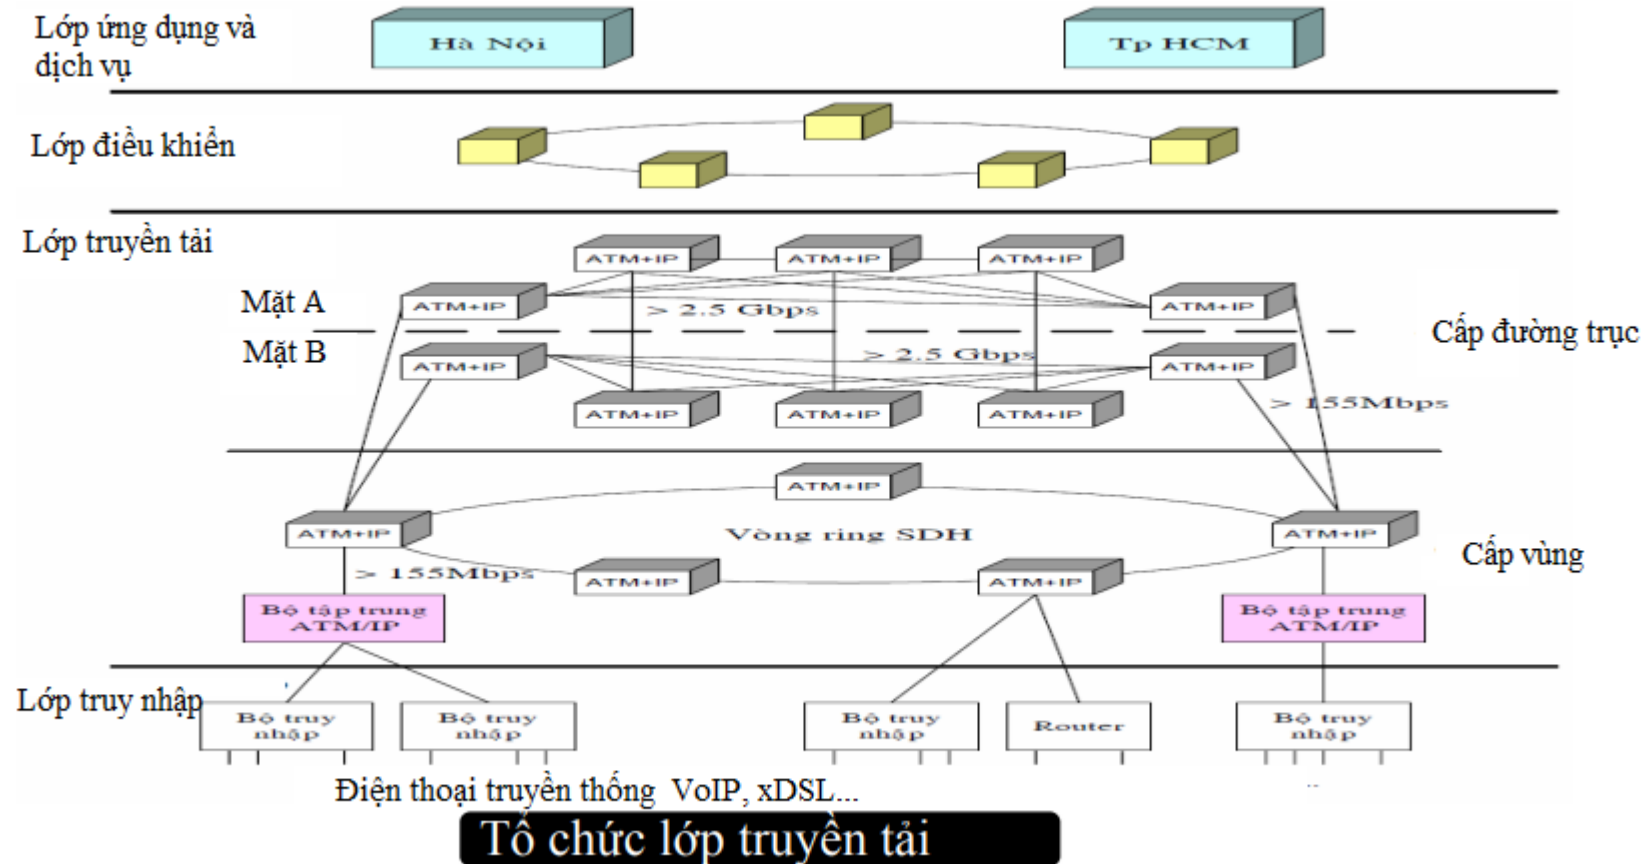 Lớp ứng dụng và
dịch vụ
Hà Nội
Tp HCM
Lớp điều khiển
Lớp truyền tải
ATM+IP
ATM+IP
ATM+IP
Mặt A
ATM+IP
> 2.5 Gbps
ATM+IP
Cấp đường trục
Mặt B
ATM+IP
> 2.5 Gbps
ATM+IP
ATM+IP
ATM+IP
ATM+IP
> 155Mbps
ATM+IP
ATM+IP
Vòng ring SDH
ATM+IP
Cấp vùng
> 155Mbps
ATM+IP
ATM+IP
Bộ tập trung
ATM/IP
Bộ tập trung
ATM/IP
Lớp truy nhập
Bộ truy
nhập
Bộ truy
nhập
Bộ truy
nhập
Router
Bộ truy
nhập
Điện thoại truyền thống VoIP, xDSL...
Tổ chức lớp truyền tải